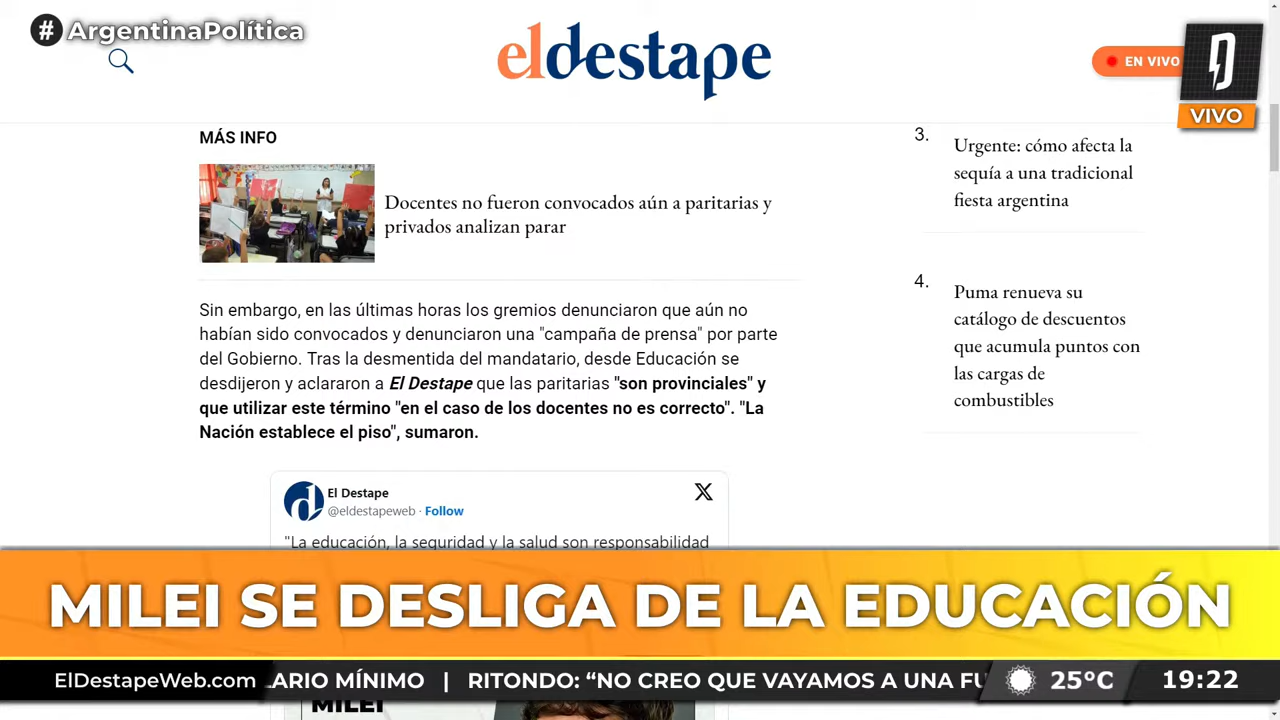 # #ArgentinaPolítica
eldestape
EN VIVO
VIVO
MÁS INFO
Docentes no fueron convocados aún a paritarias y
privados analizan parar
Sin embargo, en las últimas horas los gremios denunciaron que aún no
habían sido convocados y denunciaron una "campaña de prensa" por parte
del Gobierno. Tras la desmentida del mandatario, desde Educación se
desdijeron y aclararon a El Destape que las paritarias "son provinciales" y
que utilizar este término "en el caso de los docentes no es correcto". "La
Nación establece el piso", sumaron.
3.
Urgente: cómo afecta la
sequía a una tradicional
fiesta argentina
4.
Puma renueva su
catálogo de descuentos
que acumula puntos con
las cargas de
combustibles
El Destape
@eldestapeweb · Follow
"La educación, la seguridad y la salud son responsabilidad
MILEI SE DESLIGA DE LA EDUCACIÓN
ElDestapeWeb.com
LARIO MÍNIMO | RITONDO: “NO CREO QUE VAYAMOS A UNA FU
25°C
19:22
MILEI